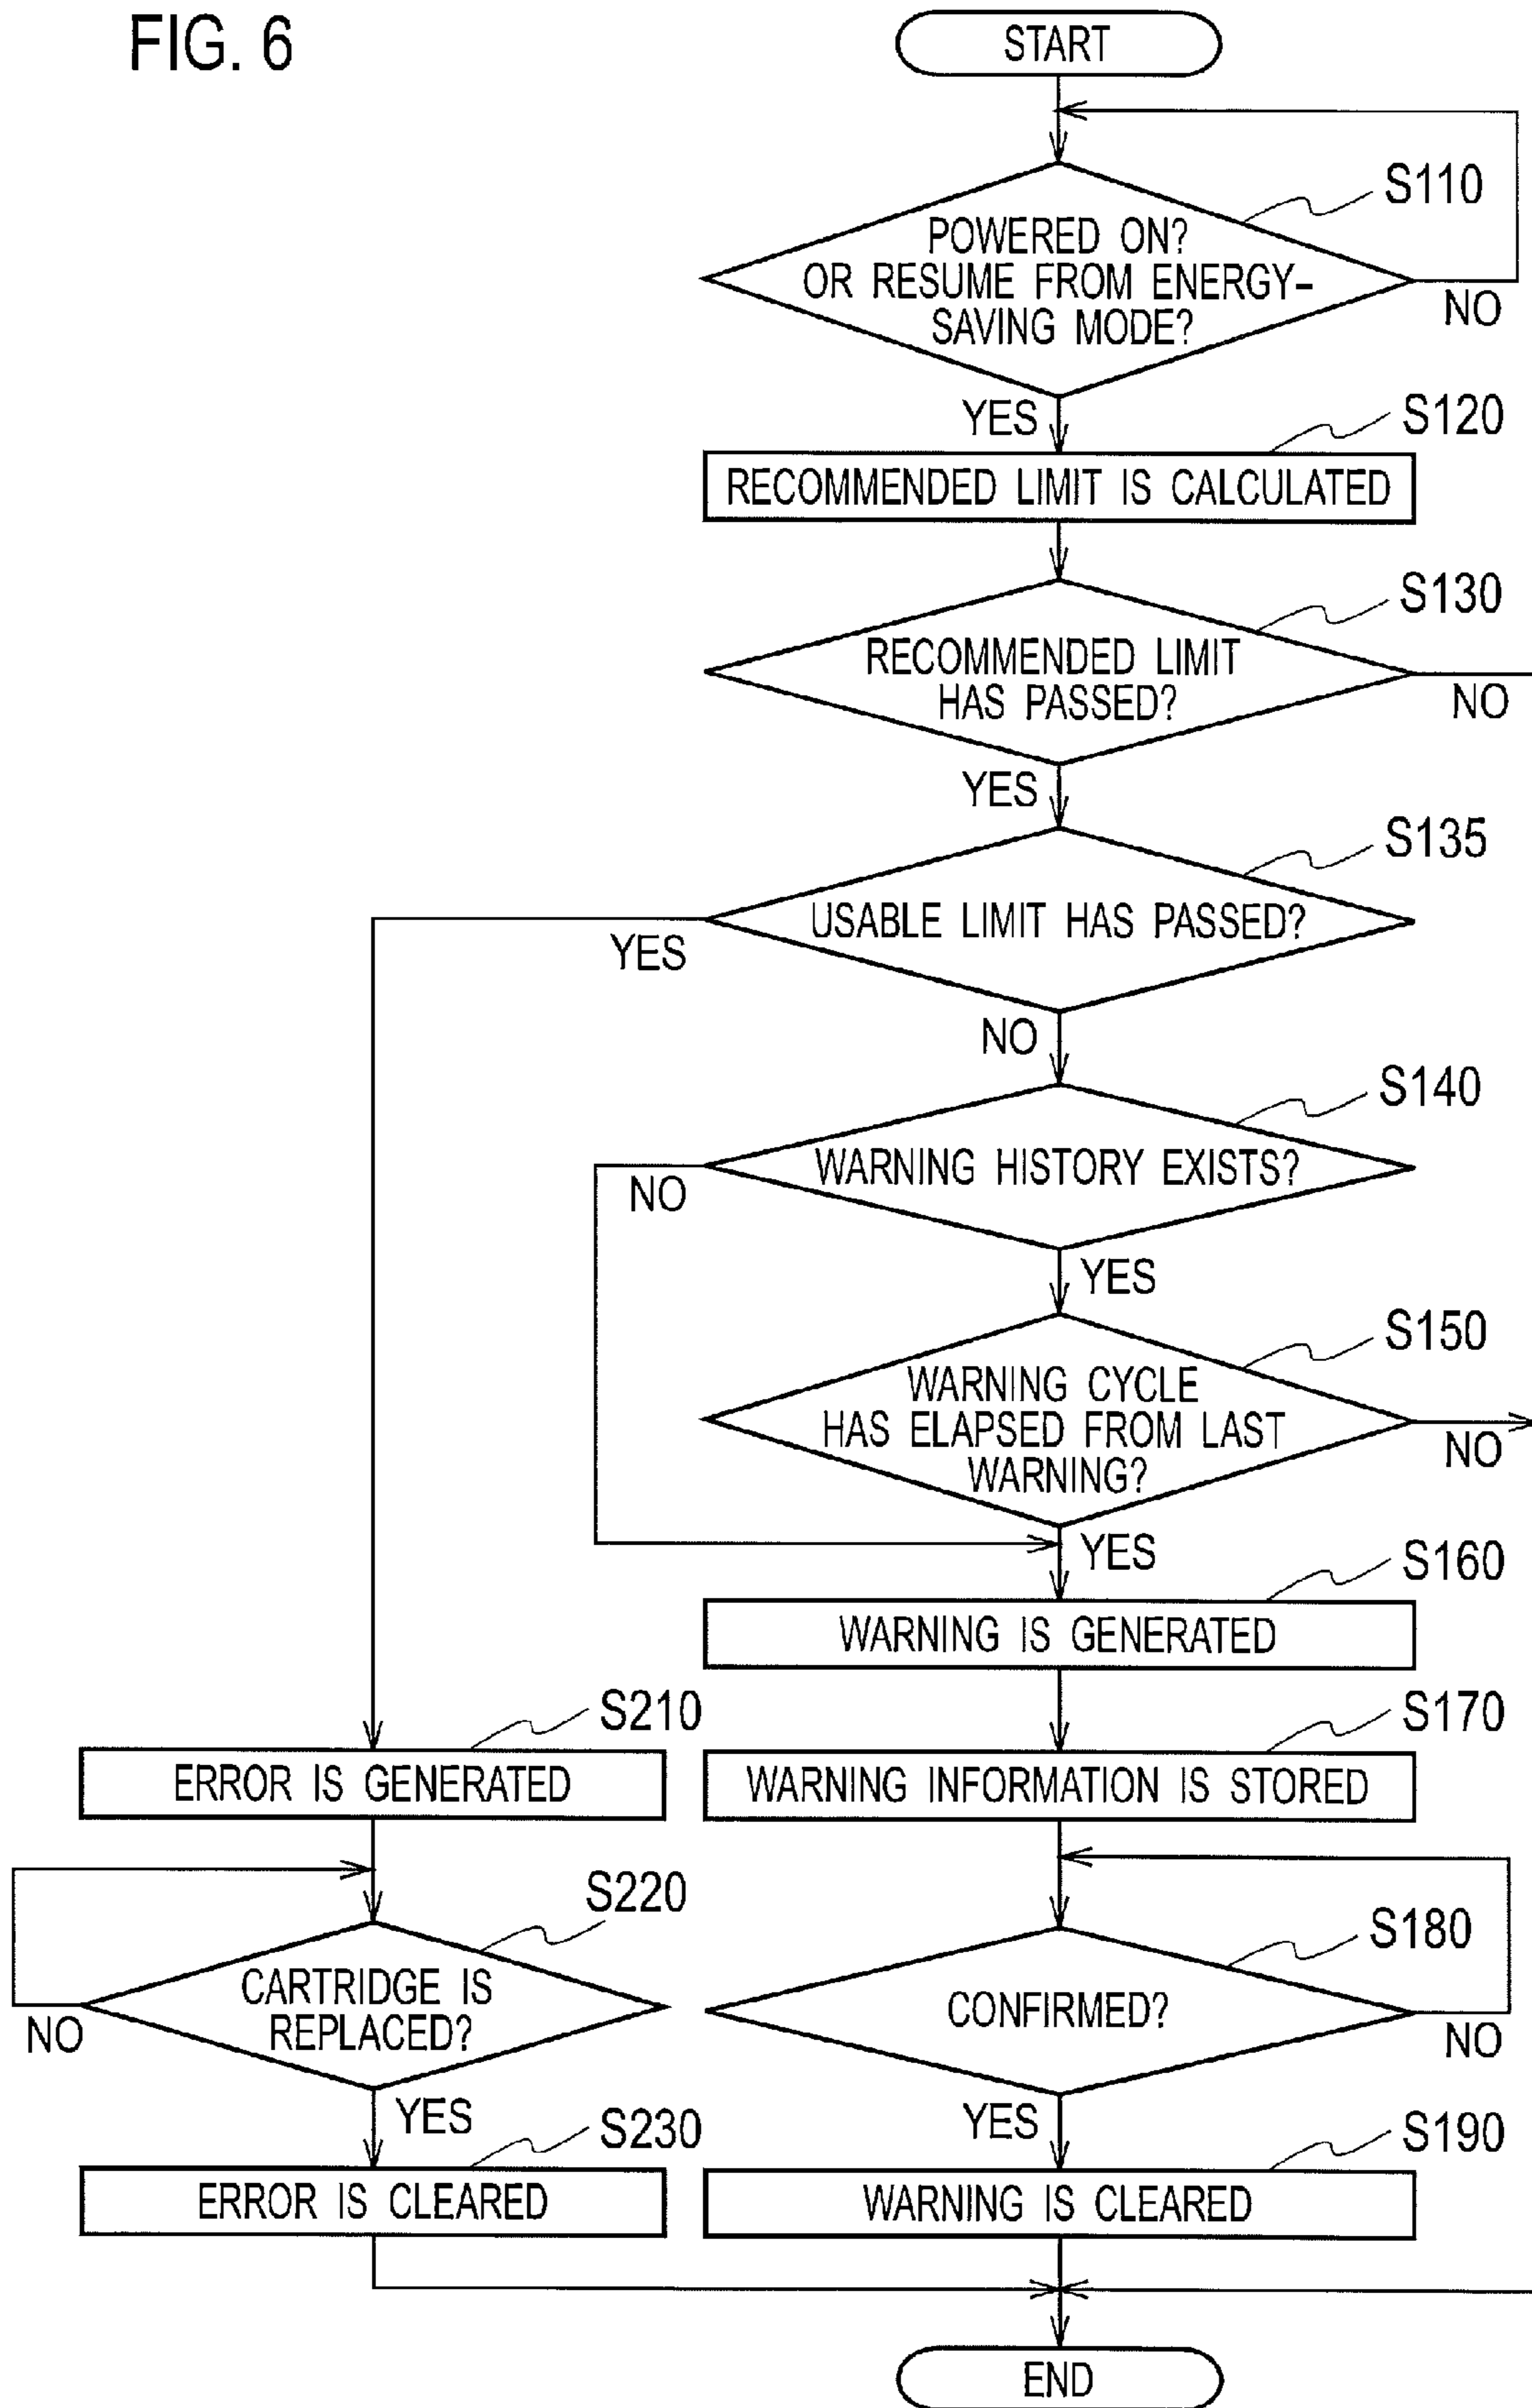 FIG. 6
START
S110
POWERED ON?
OR RESUME FROM ENERGY-
SAVING MODE?
NO
YES
S120
RECOMMENDED LIMIT IS CALCULATED
S130
RECOMMENDED LIMIT
HAS PASSED?
NO
YES
S135
USABLE LIMIT HAS PASSED?
YES
NO
S140
WARNING HISTORY EXISTS?
NO
YES
S150
WARNING CYCLE
HAS ELAPSED FROM LAST
WARNING?
NO
YES
S160
WARNING IS GENERATED
S210
S170
ERROR IS GENERATED
WARNING INFORMATION IS STORED
S220
S180
CARTRIDGE IS
REPLACED?
CONFIRMED?
NO
NO
YES
YES
S230
S190
ERROR IS CLEARED
WARNING IS CLEARED
END